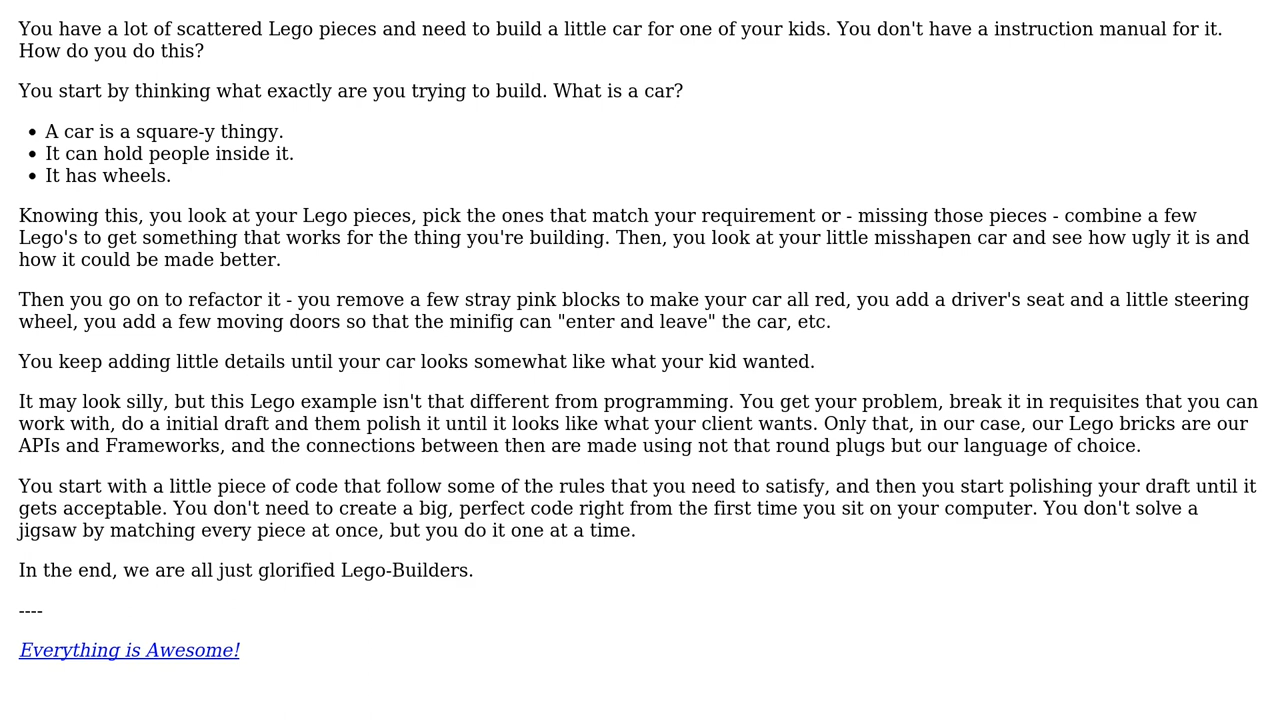 You have a lot of scattered Lego pieces and need to build a little car for one of your kids. You don't have a instruction manual for it.
How do you do this?
You start by thinking what exactly are you trying to build. What is a car?
• A car is a square-y thingy.
• It can hold people inside it.
• It has wheels.
Knowing this, you look at your Lego pieces, pick the ones that match your requirement or - missing those pieces - combine a few
Lego's to get something that works for the thing you're building. Then, you look at your little misshapen car and see how ugly it is and
how it could be made better.
Then you go on to refactor it - you remove a few stray pink blocks to make your car all red, you add a driver's seat and a little steering
wheel, you add a few moving doors so that the minifig can "enter and leave" the car, etc.
You keep adding little details until your car looks somewhat like what your kid wanted.
It may look silly, but this Lego example isn't that different from programming. You get your problem, break it in requisites that you can
work with, do a initial draft and them polish it until it looks like what your client wants. Only that, in our case, our Lego bricks are our
APIs and Frameworks, and the connections between then are made using not that round plugs but our language of choice.
You start with a little piece of code that follow some of the rules that you need to satisfy, and then you start polishing your draft until it
gets acceptable. You don't need to create a big, perfect code right from the first time you sit on your computer. You don't solve a
jigsaw by matching every piece at once, but you do it one at a time.
In the end, we are all just glorified Lego-Builders.
----
Everything is Awesome!